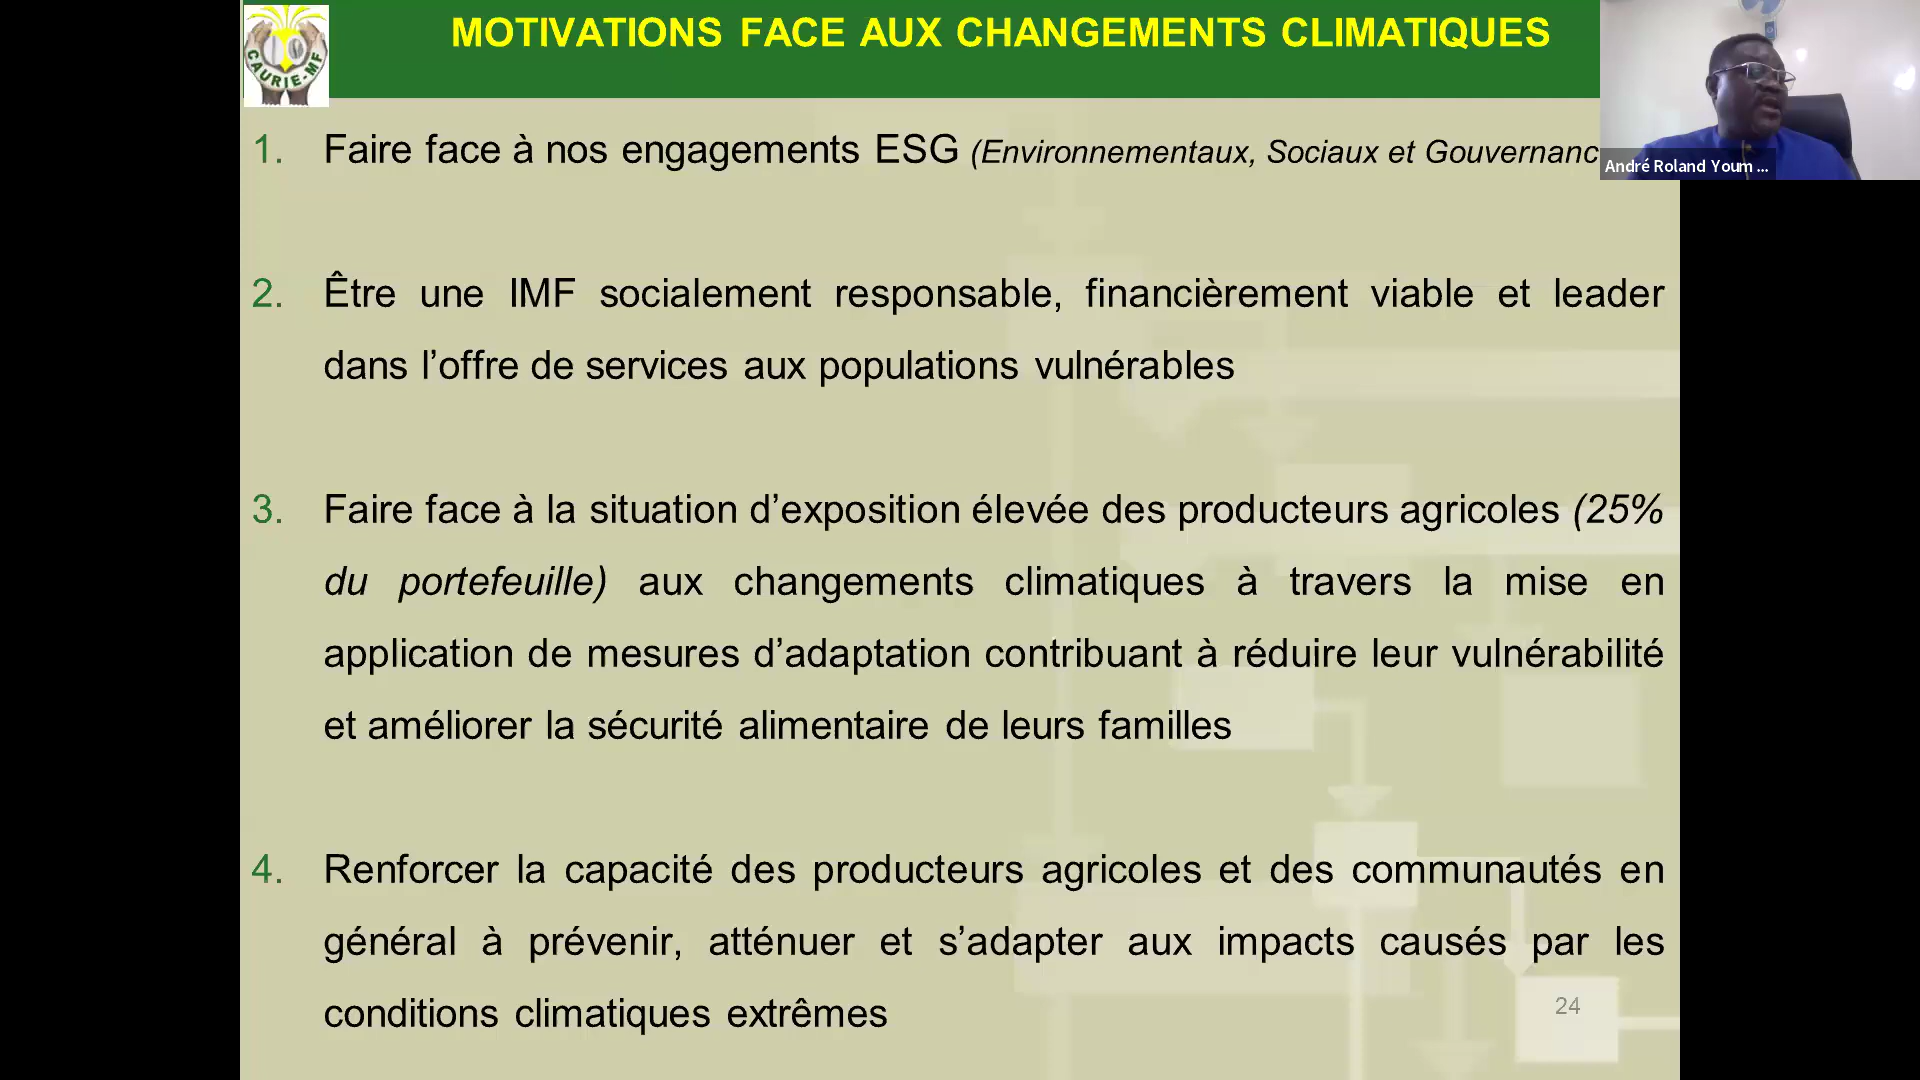 MOTIVATIONS FACE AUX CHANGEMENTS CLIMATIQUES
CAURIE-MF
1. Faire face à nos engagements ESG (Environnementaux, Sociaux et Gouvernanc
André Roland Youm ...
2. Être une IMF socialement responsable, financièrement viable et leader
dans l’offre de services aux populations vulnérables
3. Faire face à la situation d’exposition élevée des producteurs agricoles (25%
du portefeuille) aux changements climatiques à travers la mise en
application de mesures d’adaptation contribuant à réduire leur vulnérabilité
et améliorer la sécurité alimentaire de leurs familles
4. Renforcer la capacité des producteurs agricoles et des communautés en
général à prévenir, atténuer et s’adapter aux impacts causés par les
conditions climatiques extrêmes
24